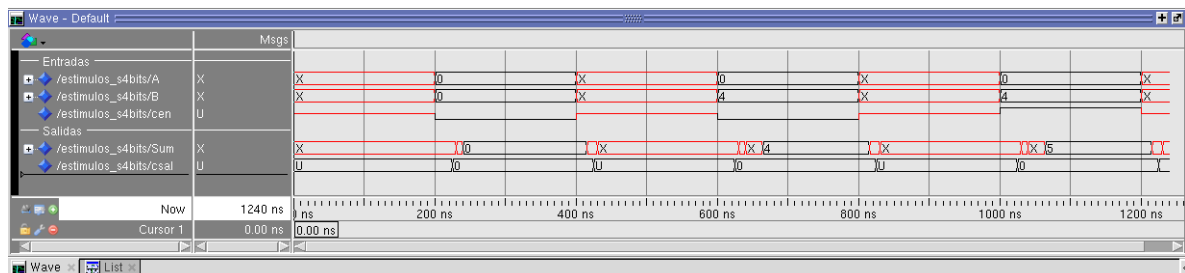 Wave - Default
Msgs
Entradas
/estimulos_s4bits/A X X 0 X 0 X 0 X
/estimulos_s4bits/B X X 0 X 4 X 4 X
/estimulos_s4bits/cen U
Salidas
/estimulos_s4bits/Sum X X 0 X X 4 X X 5
/estimulos_s4bits/csal U U 0 U 0 U 0
Now 1240 ns ns 200 ns 400 ns 600 ns 800 ns 1000 ns 1200 ns
Cursor 1 0.00 ns 0.00 ns
Wave List